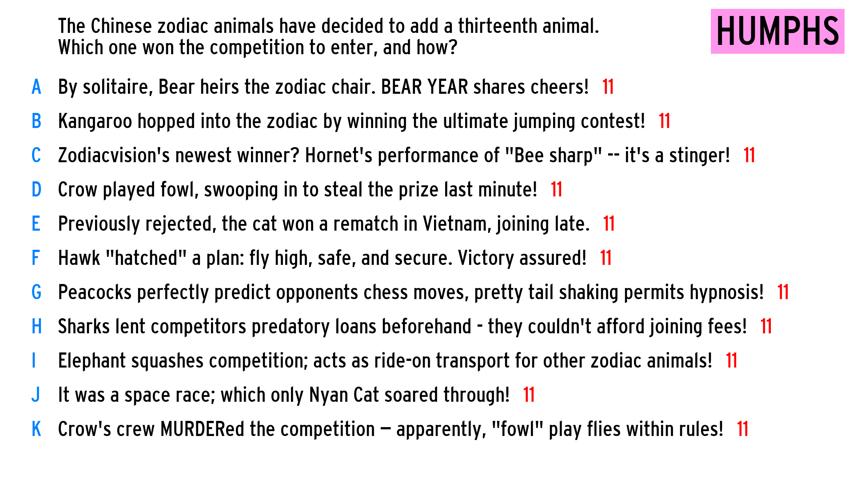 The Chinese zodiac animals have decided to add a thirteenth animal.
Which one won the competition to enter, and how?
HUMPHS
A By solitaire, Bear heirs the zodiac chair. BEAR YEAR shares cheers! 11
B Kangaroo hopped into the zodiac by winning the ultimate jumping contest! 11
C Zodiacvision's newest winner? Hornet's performance of "Bee sharp" -- it's a stinger! 11
D Crow played fowl, swooping in to steal the prize last minute! 11
E Previously rejected, the cat won a rematch in Vietnam, joining late. 11
F Hawk "hatched" a plan: fly high, safe, and secure. Victory assured! 11
G Peacocks perfectly predict opponents chess moves, pretty tail shaking permits hypnosis! 11
H Sharks lent competitors predatory loans beforehand - they couldn't afford joining fees! 11
I Elephant squashes competition; acts as ride-on transport for other zodiac animals! 11
J It was a space race; which only Nyan Cat soared through! 11
K Crow's crew MURDERed the competition – apparently, "fowl" play flies within rules! 11